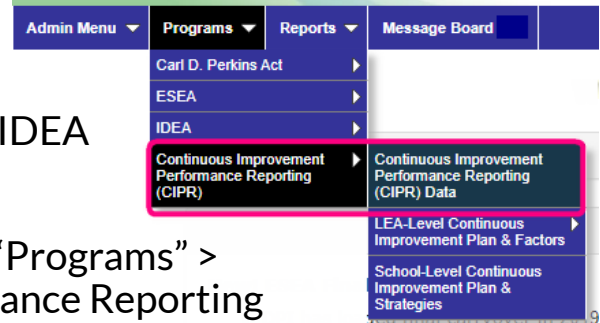 Admin Menu Programs Reports Message Board
Carl D. Perkins Act
ESEA
IDEA
Continuous Improvement
Performance Reporting
(CIPR)
Continuous Improvement
Performance Reporting
(CIPR) Data
LEA-Level Continuous
Improvement Plan & Factors
School-Level Continuous
Improvement Plan &
Strategies
IDEA
"Programs" >
ance Reporting